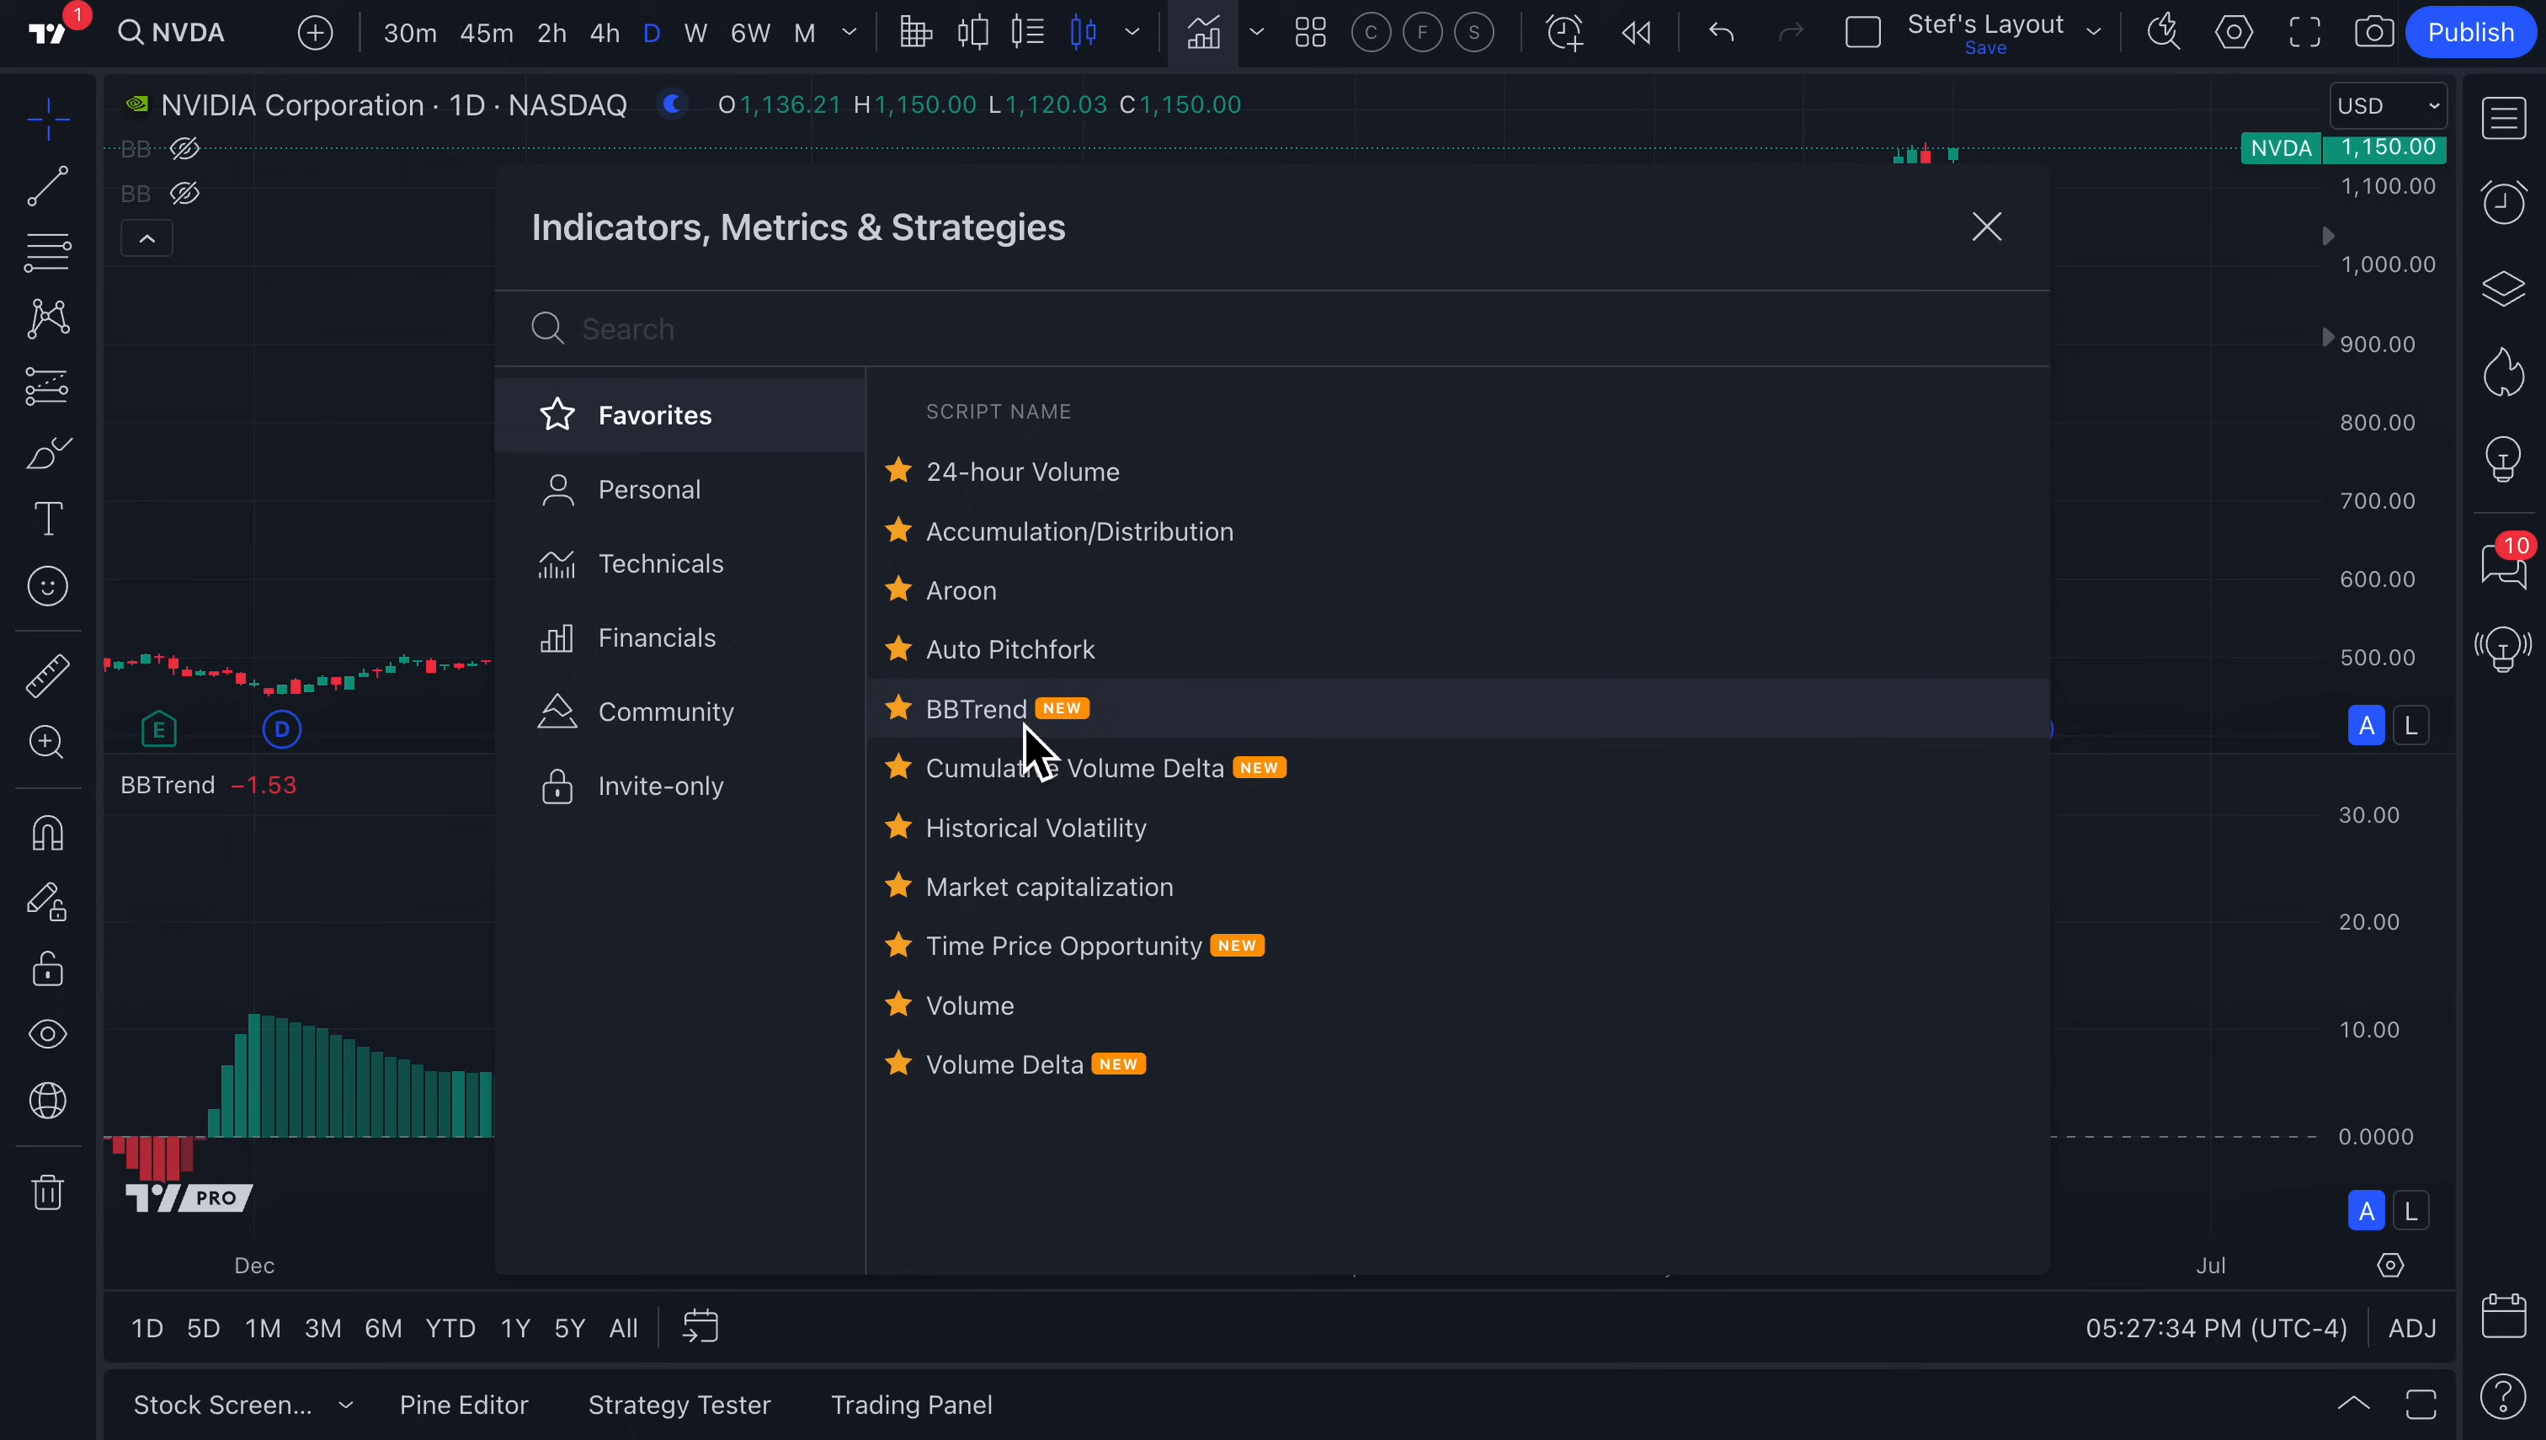 1
NVDA
30m 45m 2h 4h D W 6W M
C F S
Stef's Layout
Save
Publish
NVIDIA Corporation · 1D · NASDAQ O1,136.21 H1,150.00 L1,120.03 C1,150.00
USD
BB
BB
NVDA 1,150.00
1,100.00
1,000.00
900.00
800.00
700.00
600.00
500.00
A L
Indicators, Metrics & Strategies
Search
Favorites
Personal
Technicals
Financials
Community
Invite-only
SCRIPT NAME
24-hour Volume
Accumulation/Distribution
Aroon
Auto Pitchfork
BBTrend NEW
Cumulative Volume Delta NEW
Historical Volatility
Market capitalization
Time Price Opportunity NEW
Volume
Volume Delta NEW
E D
BBTrend −1.53
30.00
20.00
10.00
0.0000
A L
PRO
Dec
Jul
10
1D 5D 1M 3M 6M YTD 1Y 5Y All
05:27:34 PM (UTC-4) ADJ
Stock Screen... Pine Editor Strategy Tester Trading Panel